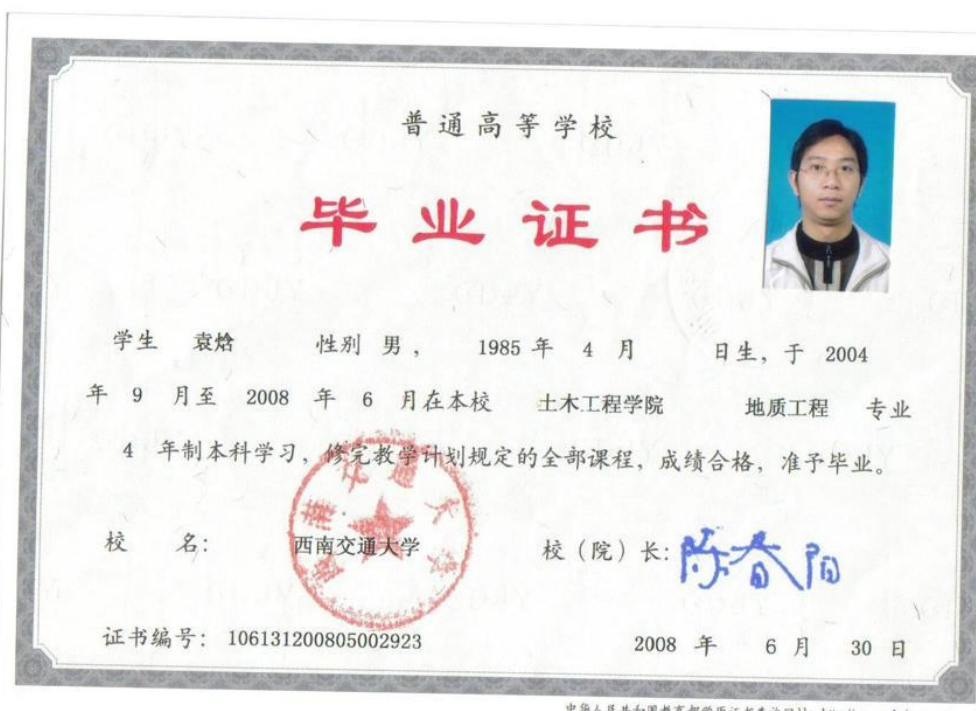 普通高等学校
毕业证书
学生 袁焓 性别 男, 1985 年 4 月 日生, 于 2004
年 9 月至 2008 年 6 月在本校 土木工程学院 地质工程 专业
4 年制本科学习, 修完教学计划规定的全部课程, 成绩合格, 准予毕业。
校 名: 西南交通大学 校（院）长: 陈春阳
证书编号: 106131200805002923 2008 年 6 月 30 日